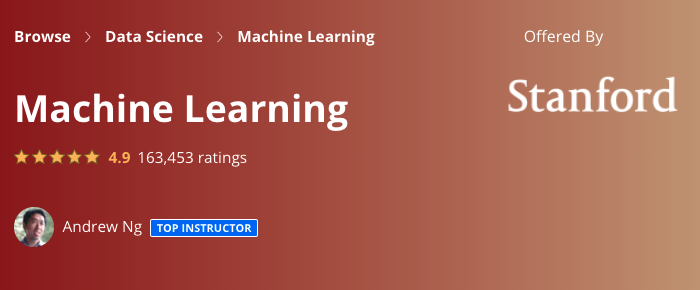 Browse > Data Science > Machine Learning
Offered By
Stanford
Machine Learning
4.9 163,453 ratings
Andrew Ng TOP INSTRUCTOR